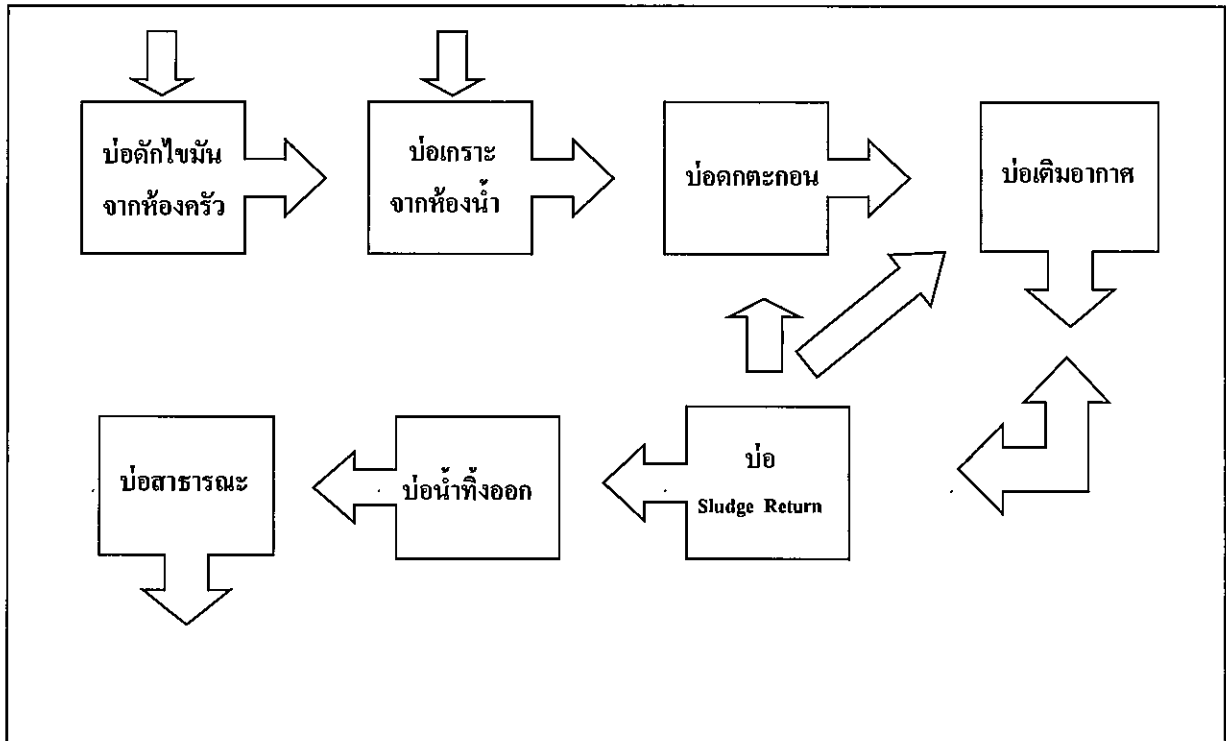 บ่อดักไขมัน
จากห้องครัว
บ่อเกราะ
จากห้องน้ำ
บ่อตกตะกอน
บ่อเติมอากาศ
บ่อสาธารณะ
บ่อน้ำทิ้งออก
บ่อ
Sludge Return